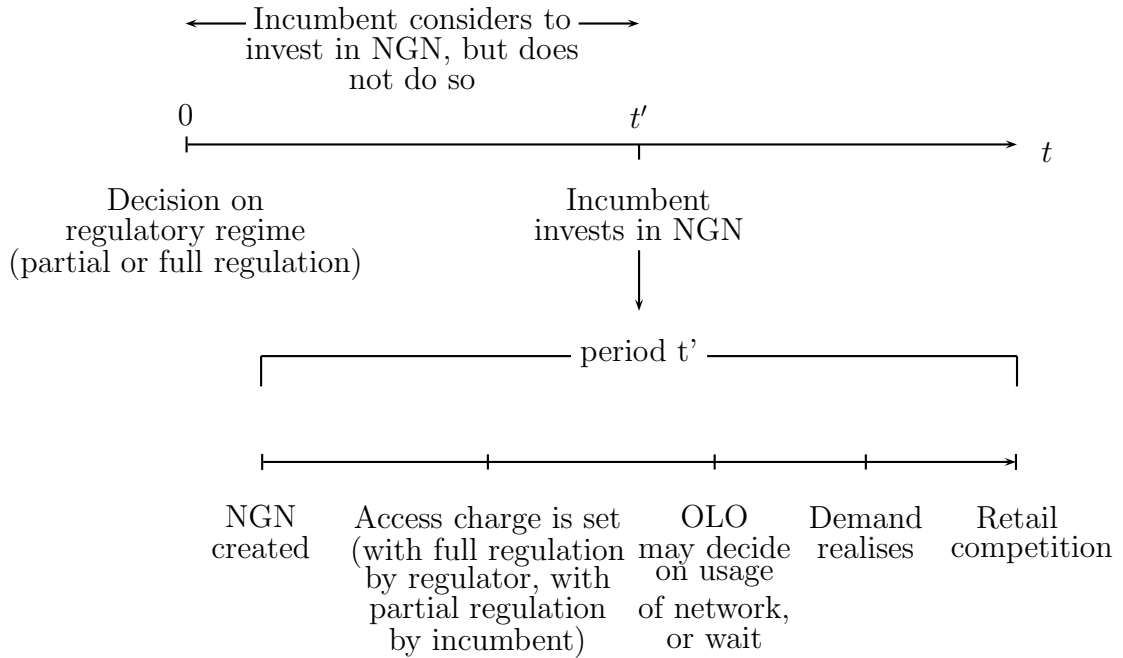 Incumbent considers to
invest in NGN, but does
not do so
0
t′
t
Decision on
regulatory regime
(partial or full regulation)
Incumbent
invests in NGN
period t'
NGN
created
Access charge is set
(with full regulation
by regulator, with
partial regulation
by incumbent)
OLO
may decide
on usage
of network,
or wait
Demand
realises
Retail
competition